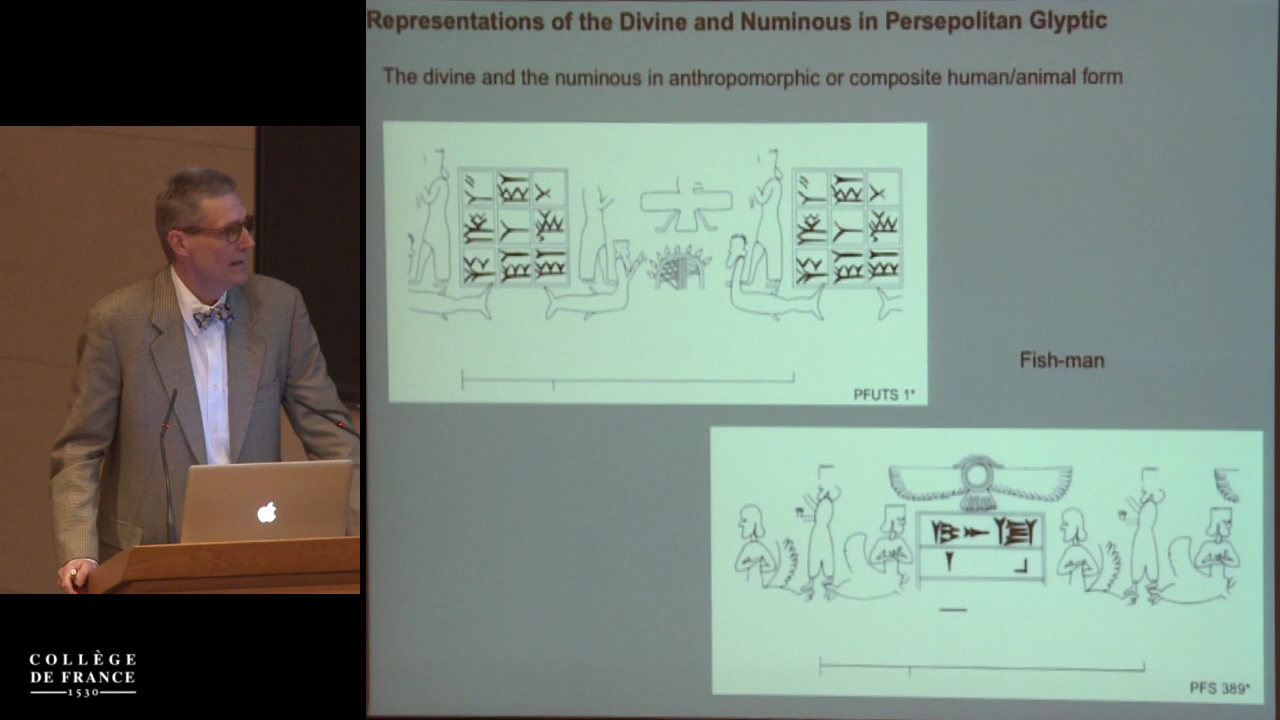 Representations of the Divine and Numinous in Persepolitan Glyptic
The divine and the numinous in anthropomorphic or composite human/animal form
PFUTS 1*
Fish-man
PFS 389*
COLLÈGE
DE FRANCE
1530